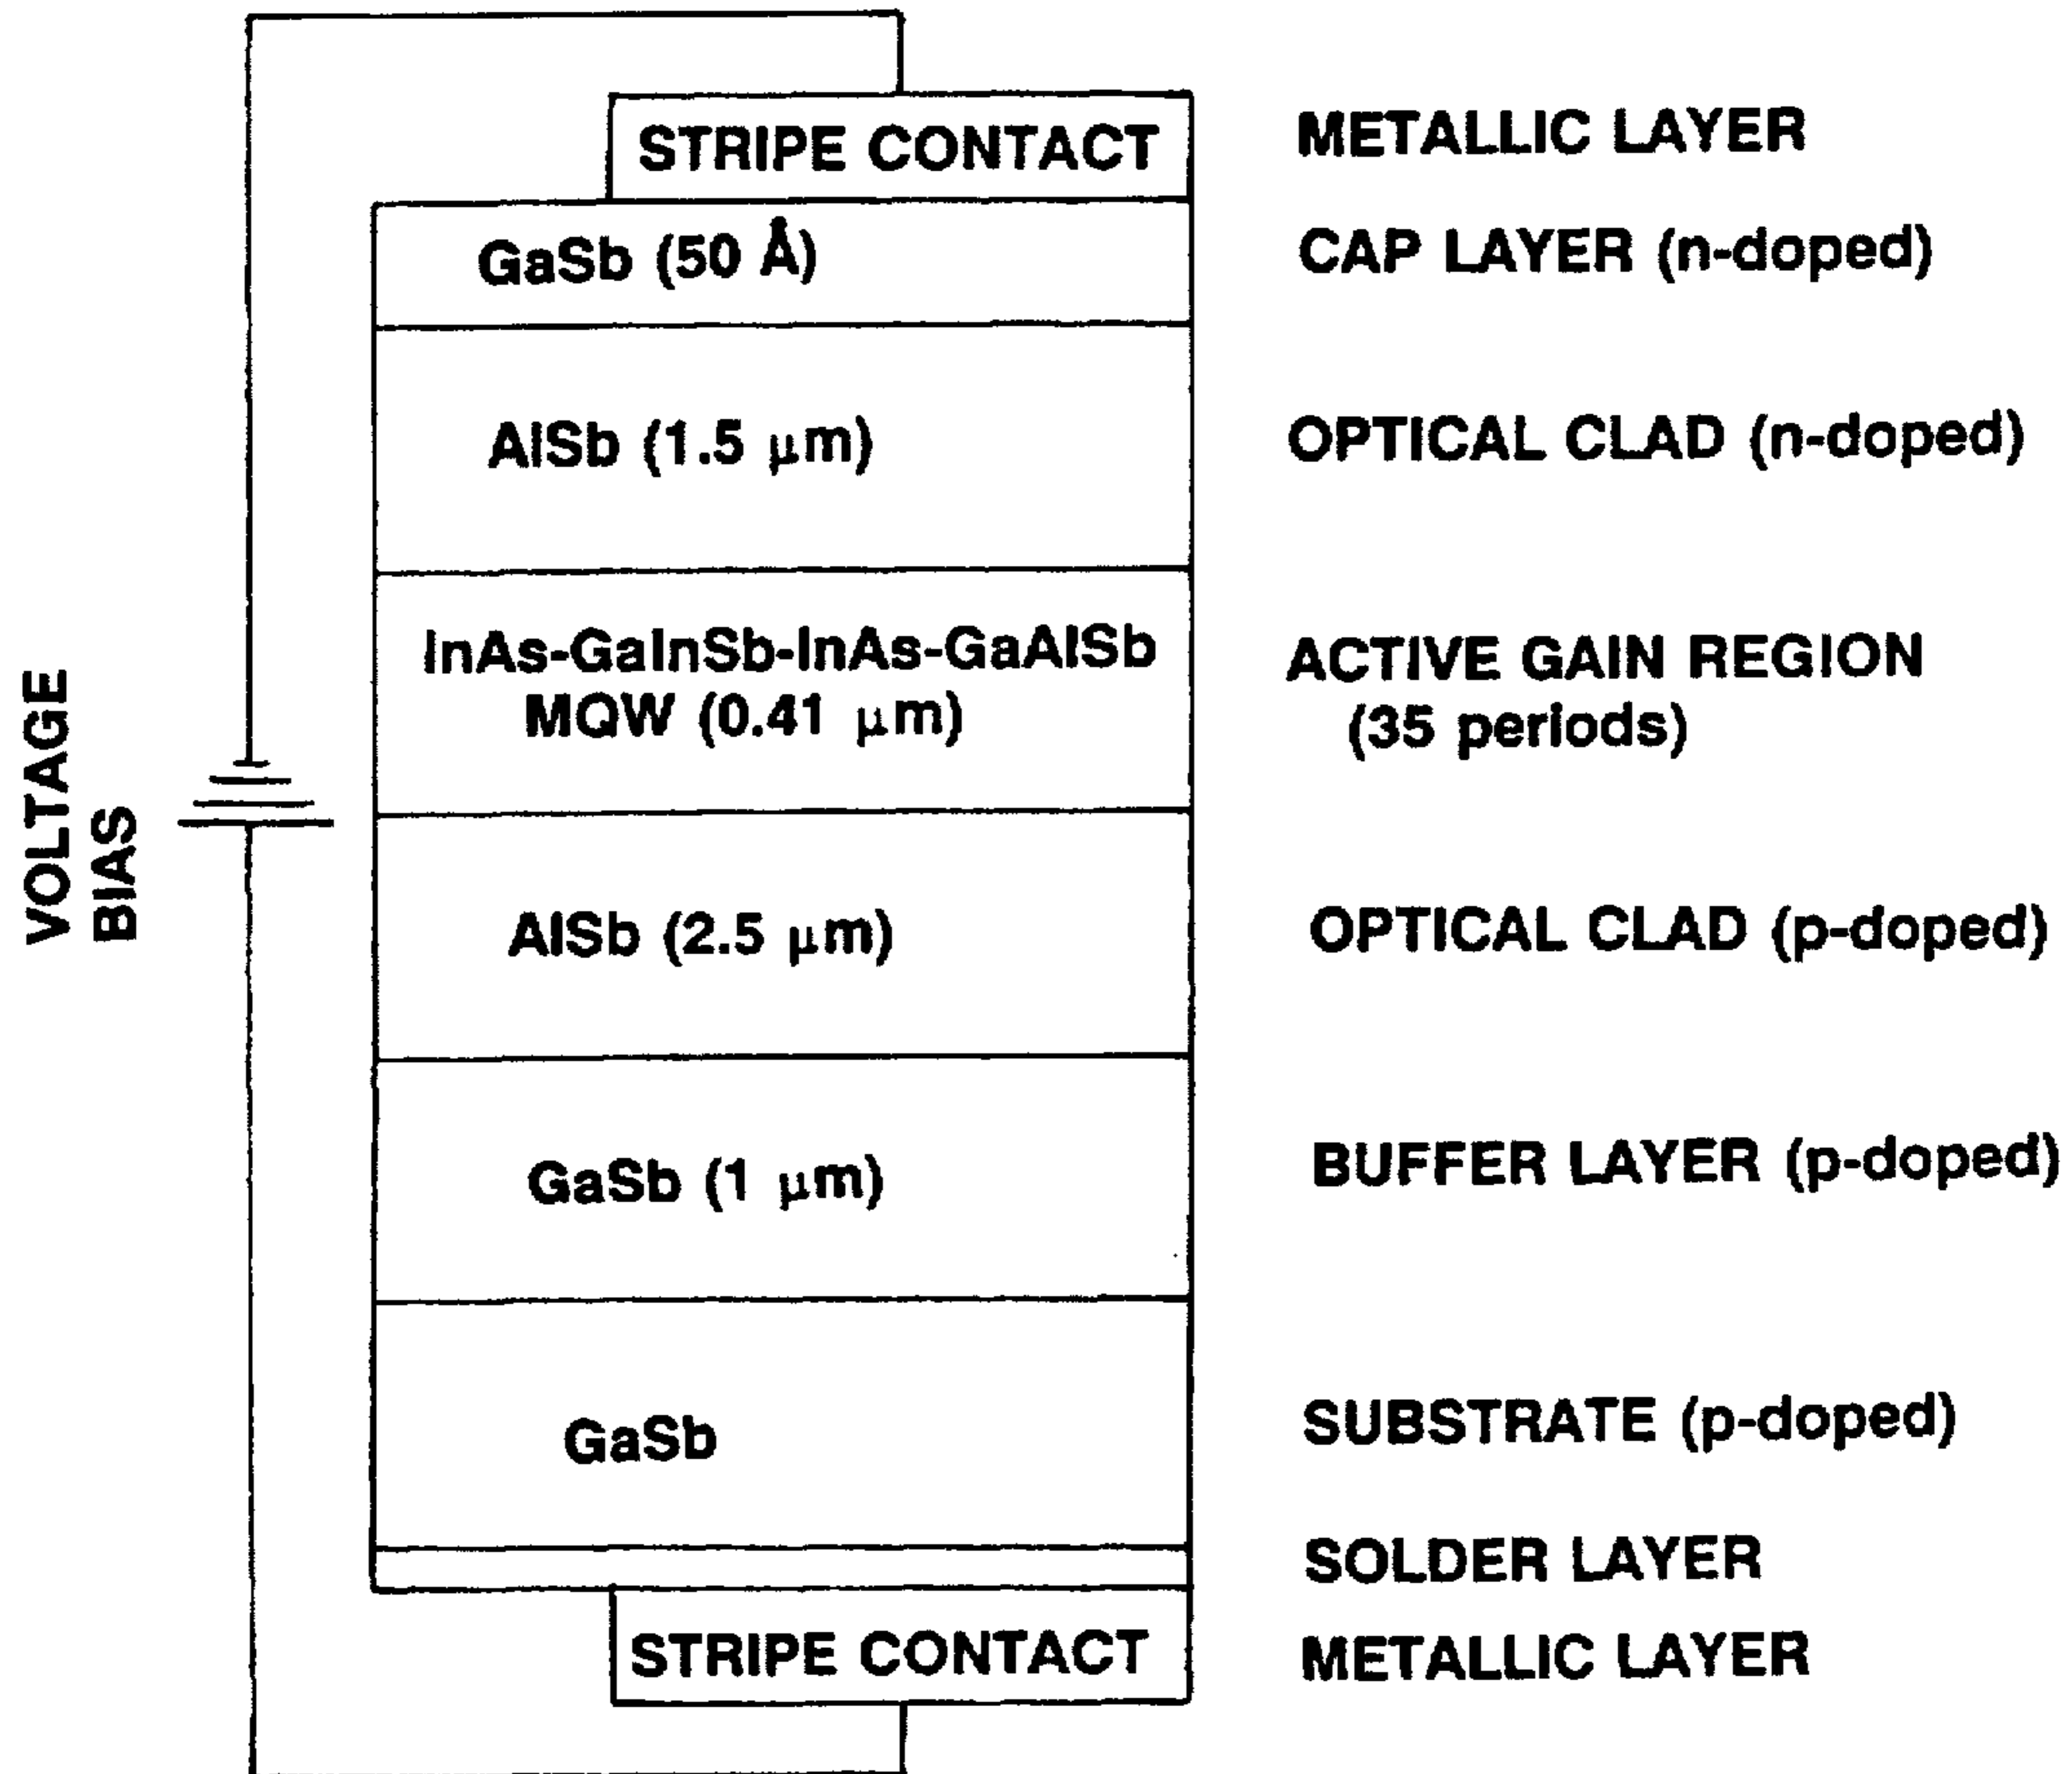 STRIPE CONTACT
METALLIC LAYER
GaSb (50 Å)
CAP LAYER (n-doped)
AlSb (1.5 μm)
OPTICAL CLAD (n-doped)
InAs-GaInSb-InAs-GaAlSb
MQW (0.41 μm)
ACTIVE GAIN REGION
(35 periods)
VOLTAGE
BIAS
AlSb (2.5 μm)
OPTICAL CLAD (p-doped)
GaSb (1 μm)
BUFFER LAYER (p-doped)
GaSb
SUBSTRATE (p-doped)
SOLDER LAYER
STRIPE CONTACT
METALLIC LAYER